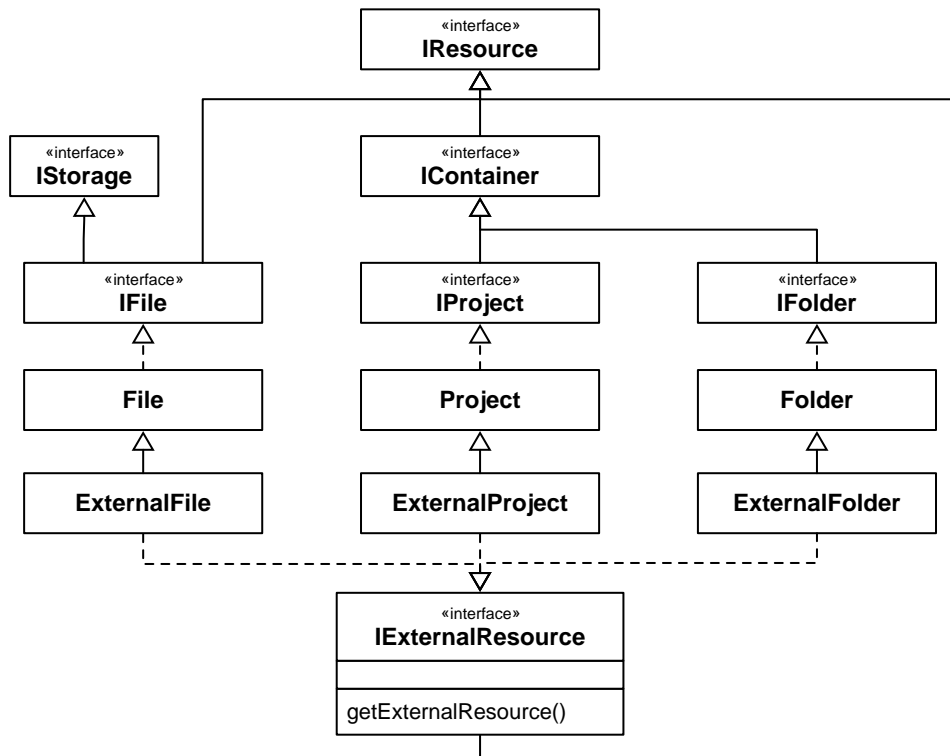 «interface»
IResource
«interface»
IStorage
«interface»
IContainer
«interface»
IFile
«interface»
IProject
«interface»
IFolder
File
Project
Folder
ExternalFile
ExternalProject
ExternalFolder
«interface»
IExternalResource
getExternalResource()